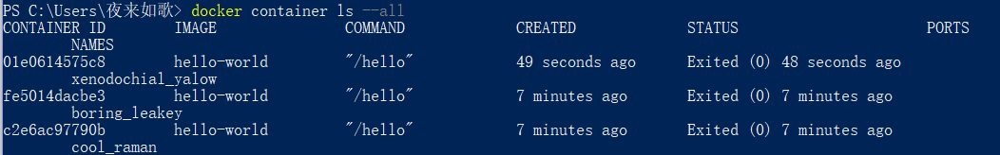 PS C:\Users\夜来如歌> docker container ls --all
CONTAINER ID        IMAGE               COMMAND             CREATED             STATUS                      PORTS
        NAMES
01e0614575c8        hello-world         "/hello"            49 seconds ago      Exited (0) 48 seconds ago
        xenodochial_yalow
fe5014dacbe3        hello-world         "/hello"            7 minutes ago       Exited (0) 7 minutes ago
        boring_leakey
c2e6ac97790b        hello-world         "/hello"            7 minutes ago       Exited (0) 7 minutes ago
        cool_raman